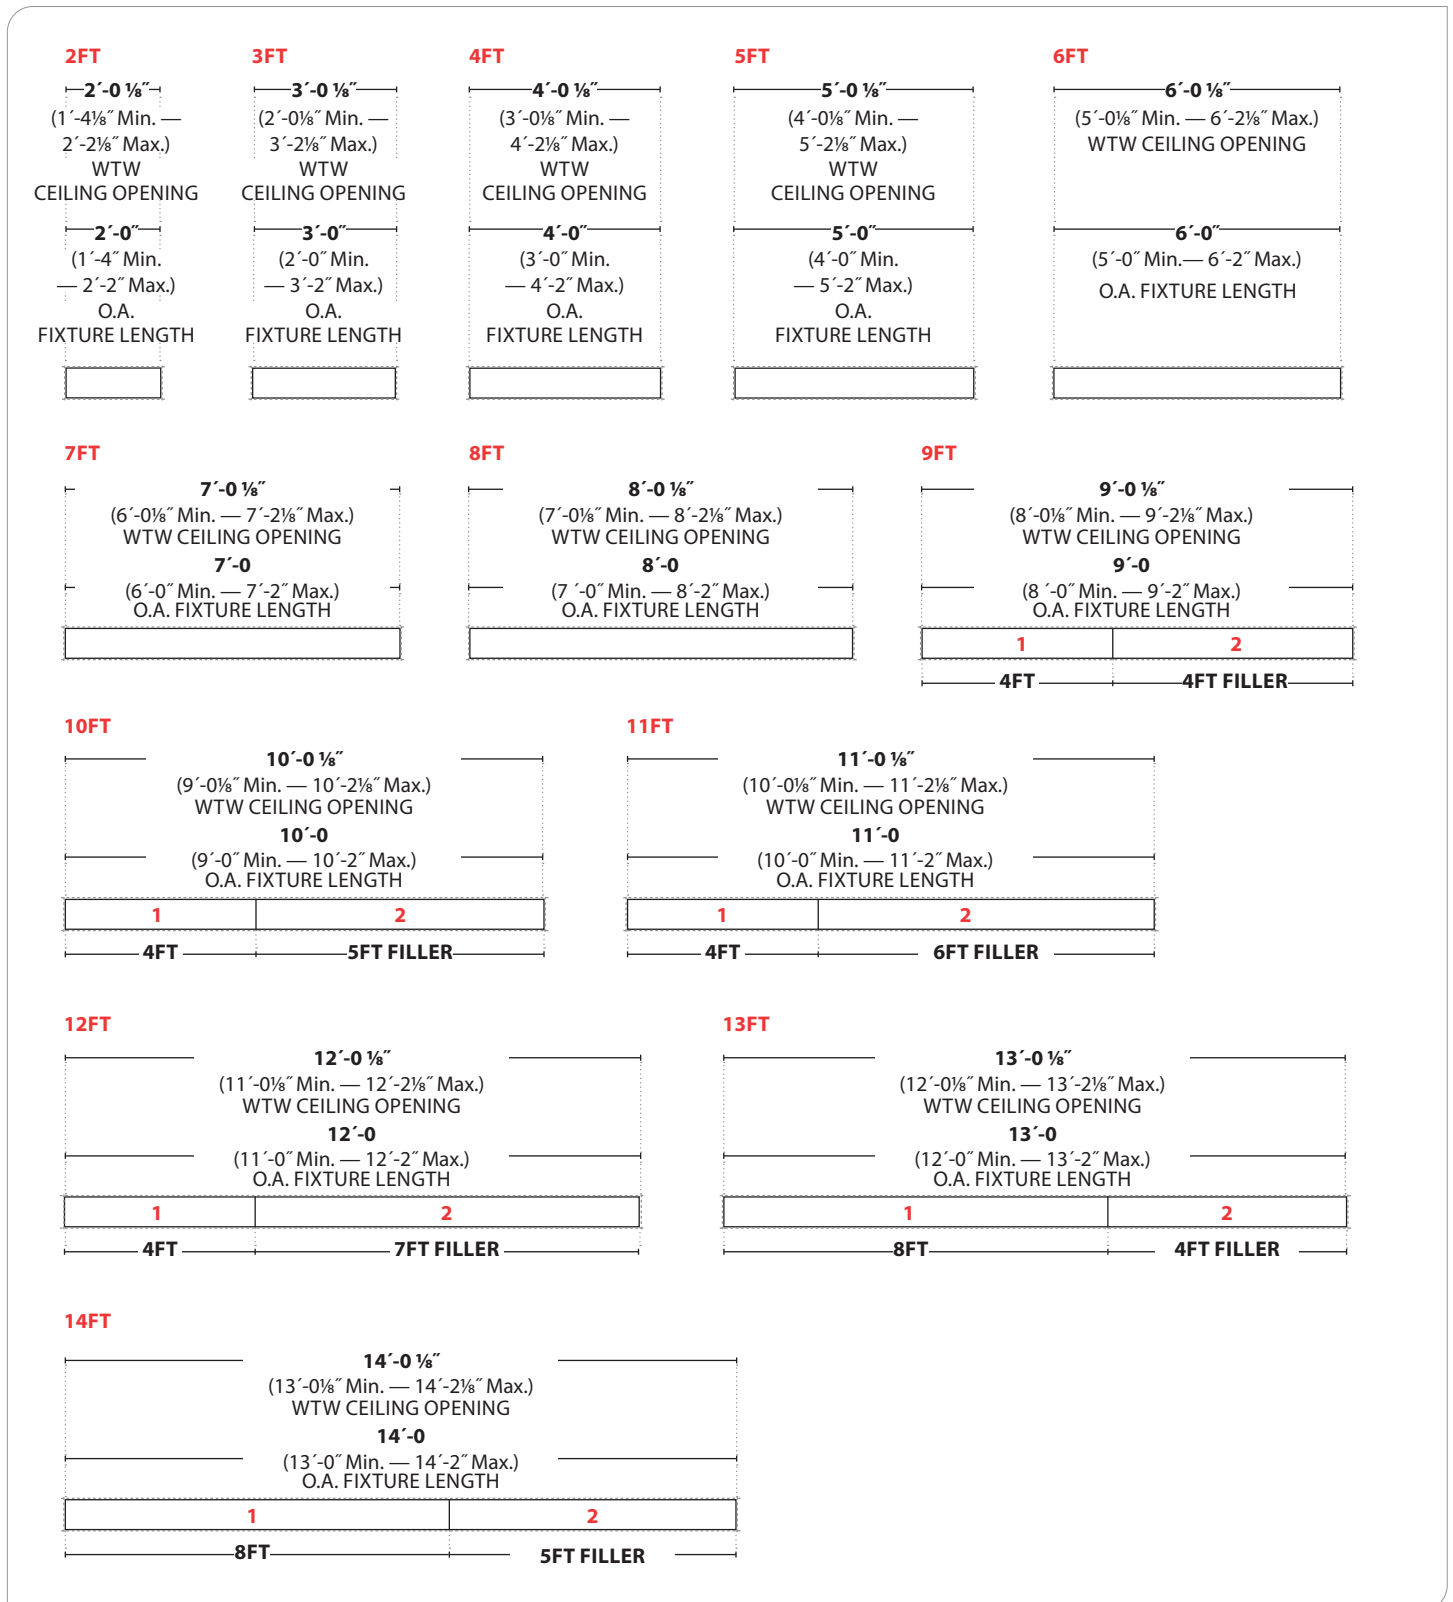 2FT
2´-0 ⅛˝
(1´-4⅛˝ Min. —
2´-2⅛˝ Max.)
WTW
CEILING OPENING
2´-0˝
(1´-4˝ Min.
— 2´-2˝ Max.)
O.A.
FIXTURE LENGTH
3FT
3´-0 ⅛˝
(2´-0⅛˝ Min. —
3´-2⅛˝ Max.)
WTW
CEILING OPENING
3´-0˝
(2´-0˝ Min.
— 3´-2˝ Max.)
O.A.
FIXTURE LENGTH
4FT
4´-0 ⅛˝
(3´-0⅛˝ Min. —
4´-2⅛˝ Max.)
WTW
CEILING OPENING
4´-0˝
(3´-0˝ Min.
— 4´-2˝ Max.)
O.A.
FIXTURE LENGTH
5FT
5´-0 ⅛˝
(4´-0⅛˝ Min. —
5´-2⅛˝ Max.)
WTW
CEILING OPENING
5´-0˝
(4´-0˝ Min.
— 5´-2˝ Max.)
O.A.
FIXTURE LENGTH
6FT
6´-0 ⅛˝
(5´-0⅛˝ Min. — 6´-2⅛˝ Max.)
WTW CEILING OPENING
6´-0˝
(5´-0˝ Min.— 6´-2˝ Max.)
O.A. FIXTURE LENGTH
7FT
7´-0 ⅛˝
(6´-0⅛˝ Min. — 7´-2⅛˝ Max.)
WTW CEILING OPENING
7´-0
(6´-0˝ Min. — 7´-2˝ Max.)
O.A. FIXTURE LENGTH
8FT
8´-0 ⅛˝
(7´-0⅛˝ Min. — 8´-2⅛˝ Max.)
WTW CEILING OPENING
8´-0
(7 ´-0˝ Min. — 8´-2˝ Max.)
O.A. FIXTURE LENGTH
9FT
9´-0 ⅛˝
(8´-0⅛˝ Min. — 9´-2⅛˝ Max.)
WTW CEILING OPENING
9´-0
(8 ´-0˝ Min. — 9´-2˝ Max.)
O.A. FIXTURE LENGTH
1 2
4FT 4FT FILLER
10FT
10´-0 ⅛˝
(9´-0⅛˝ Min. — 10´-2⅛˝ Max.)
WTW CEILING OPENING
10´-0
(9´-0˝ Min. — 10´-2˝ Max.)
O.A. FIXTURE LENGTH
1 2
4FT 5FT FILLER
11FT
11´-0 ⅛˝
(10´-0⅛˝ Min. — 11´-2⅛˝ Max.)
WTW CEILING OPENING
11´-0
(10´-0˝ Min. — 11´-2˝ Max.)
O.A. FIXTURE LENGTH
1 2
4FT 6FT FILLER
12FT
12´-0 ⅛˝
(11´-0⅛˝ Min. — 12´-2⅛˝ Max.)
WTW CEILING OPENING
12´-0
(11´-0˝ Min. — 12´-2˝ Max.)
O.A. FIXTURE LENGTH
1 2
4FT 7FT FILLER
13FT
13´-0 ⅛˝
(12´-0⅛˝ Min. — 13´-2⅛˝ Max.)
WTW CEILING OPENING
13´-0
(12´-0˝ Min. — 13´-2˝ Max.)
O.A. FIXTURE LENGTH
1 2
8FT 4FT FILLER
14FT
14´-0 ⅛˝
(13´-0⅛˝ Min. — 14´-2⅛˝ Max.)
WTW CEILING OPENING
14´-0
(13´-0˝ Min. — 14´-2˝ Max.)
O.A. FIXTURE LENGTH
1 2
8FT 5FT FILLER